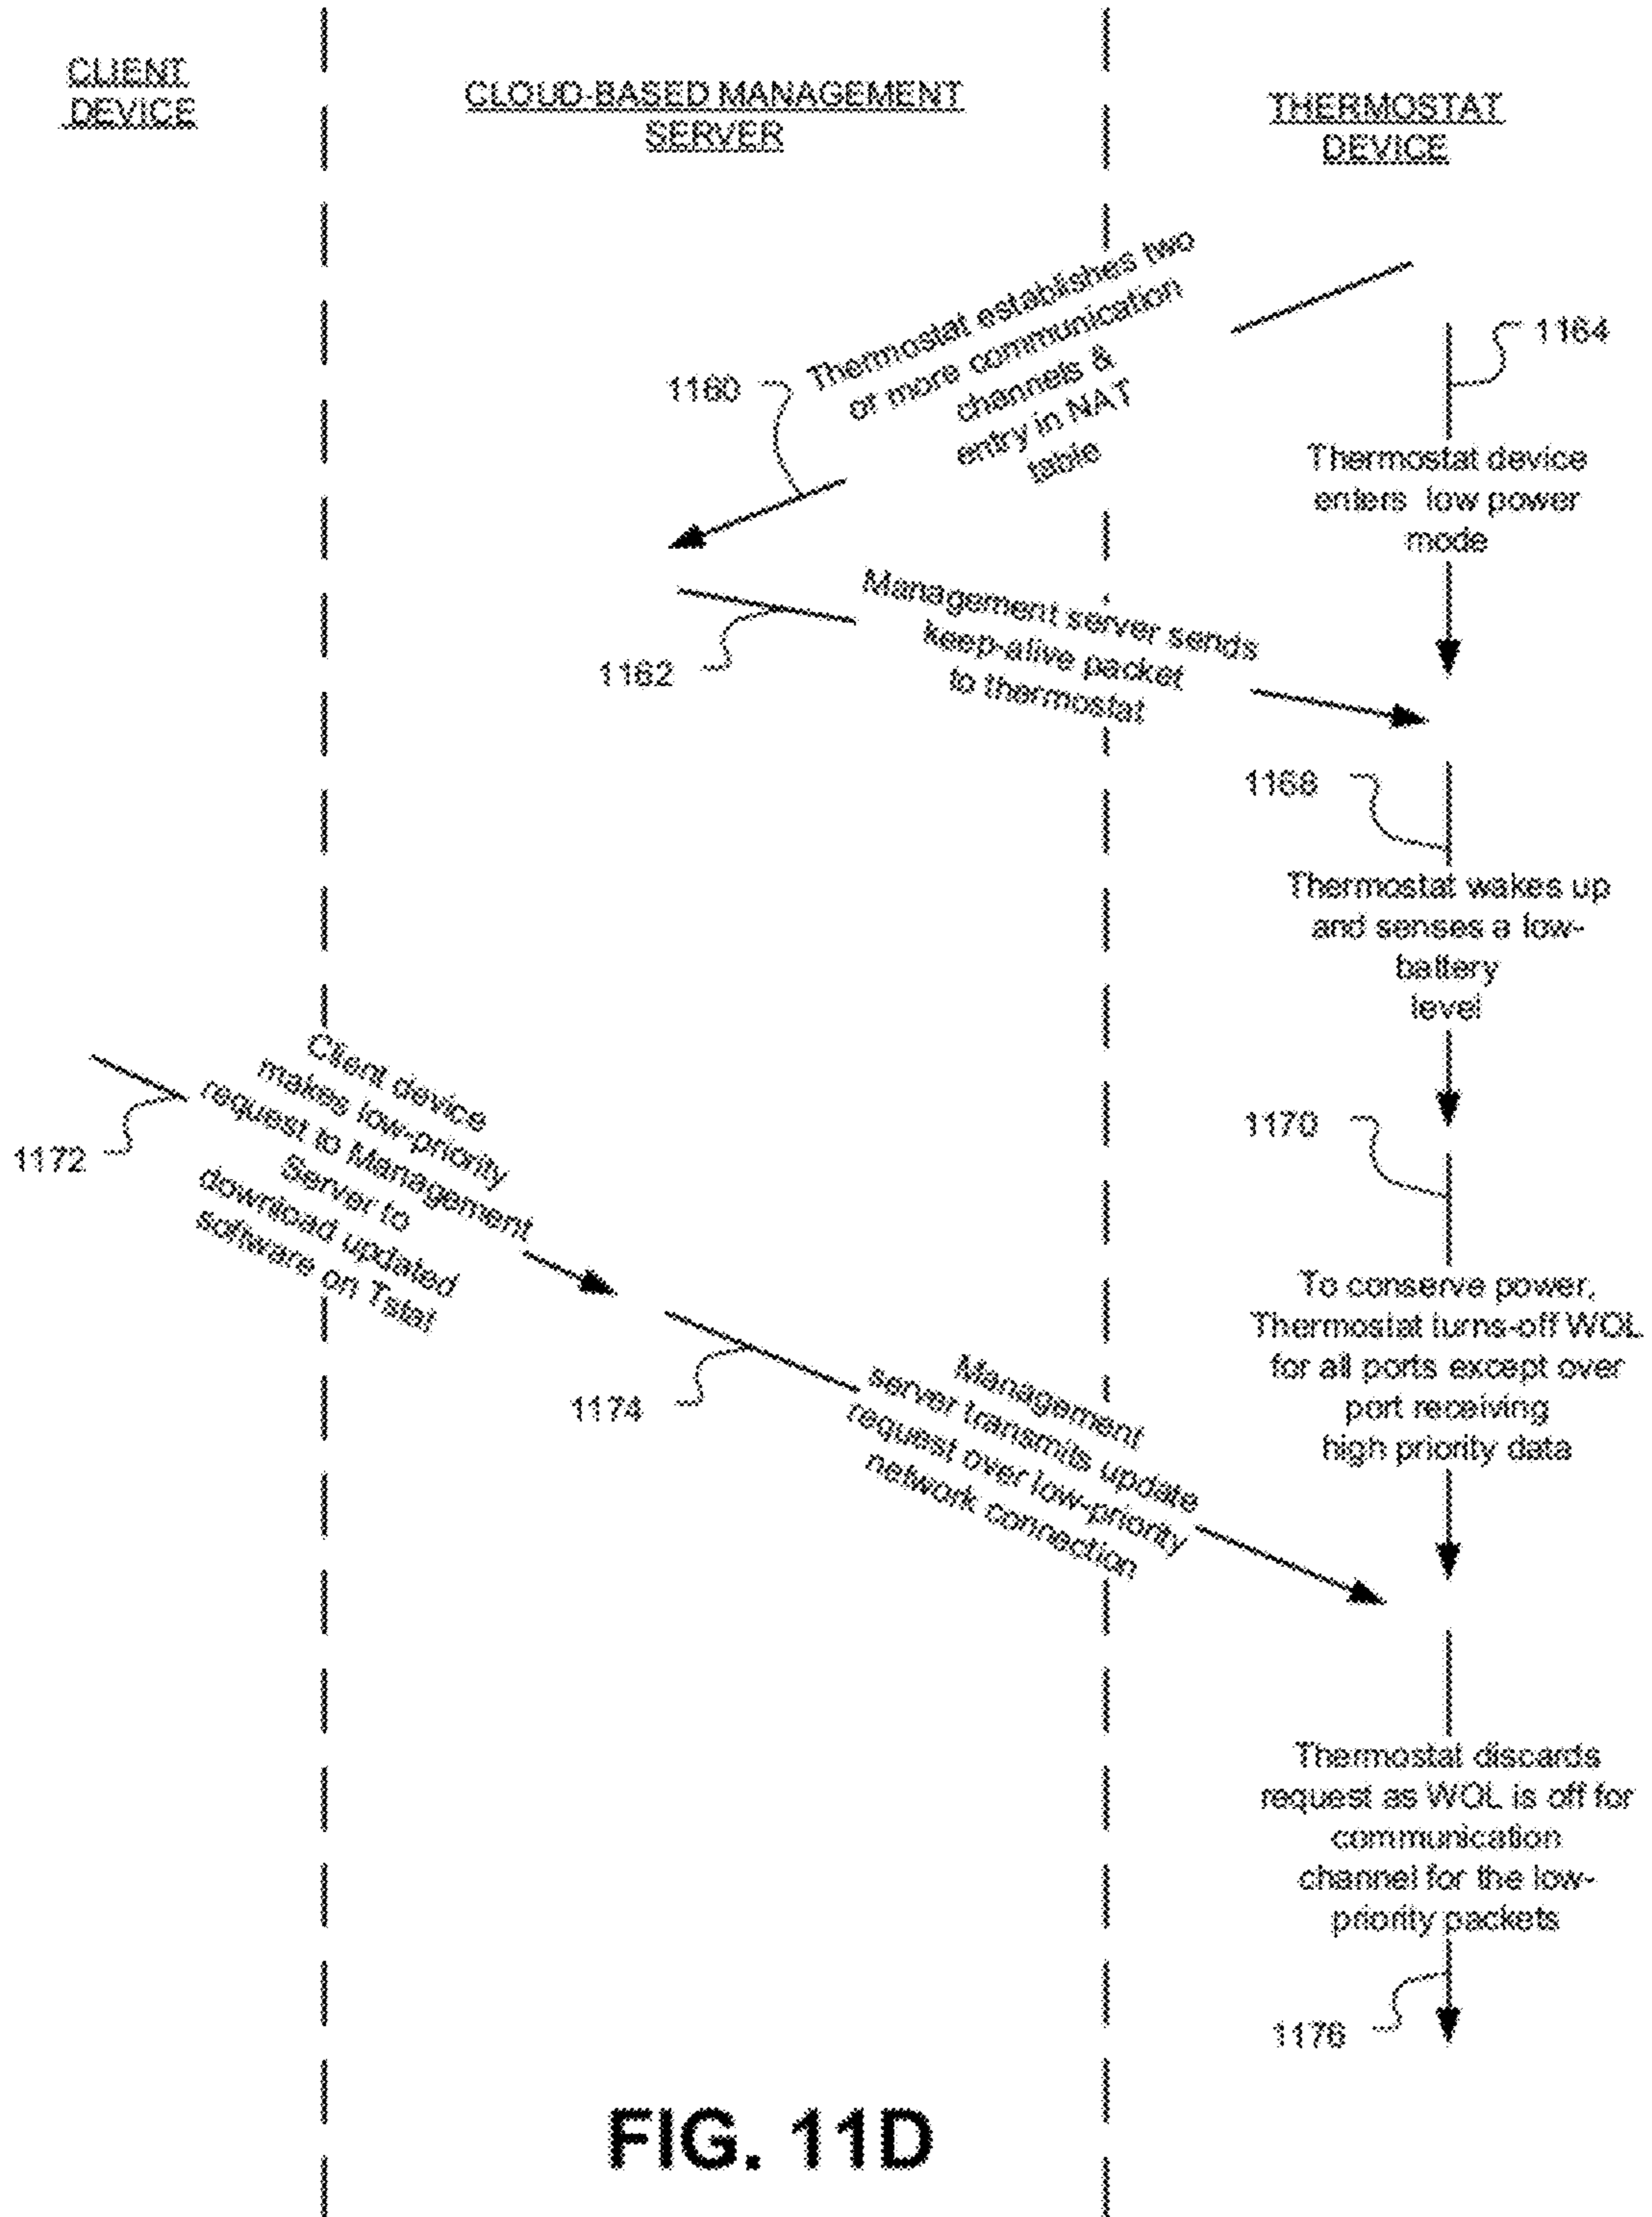 CLIENT
DEVICE
CLOUD-BASED MANAGEMENT
SERVER
THERMOSTAT
DEVICE
Thermostat establishes two
or more communication
channels &
entry in NAT
table
1160
1164
Thermostat device
enters low power
mode
Management server sends
keep-alive packet
to thermostat
1162
1168
Thermostat wakes up
and senses a low-
battery
level
Client device
makes low-priority
request to Management
Server to
download updated
software on Tstat
1172
1170
To conserve power,
Thermostat turns-off WOL
for all ports except over
port receiving
high priority data
Management
server transmits update
request over low-priority
network connection
1174
Thermostat discards
request as WOL is off for
communication
channel for the low-
priority packets
1176
FIG. 11D